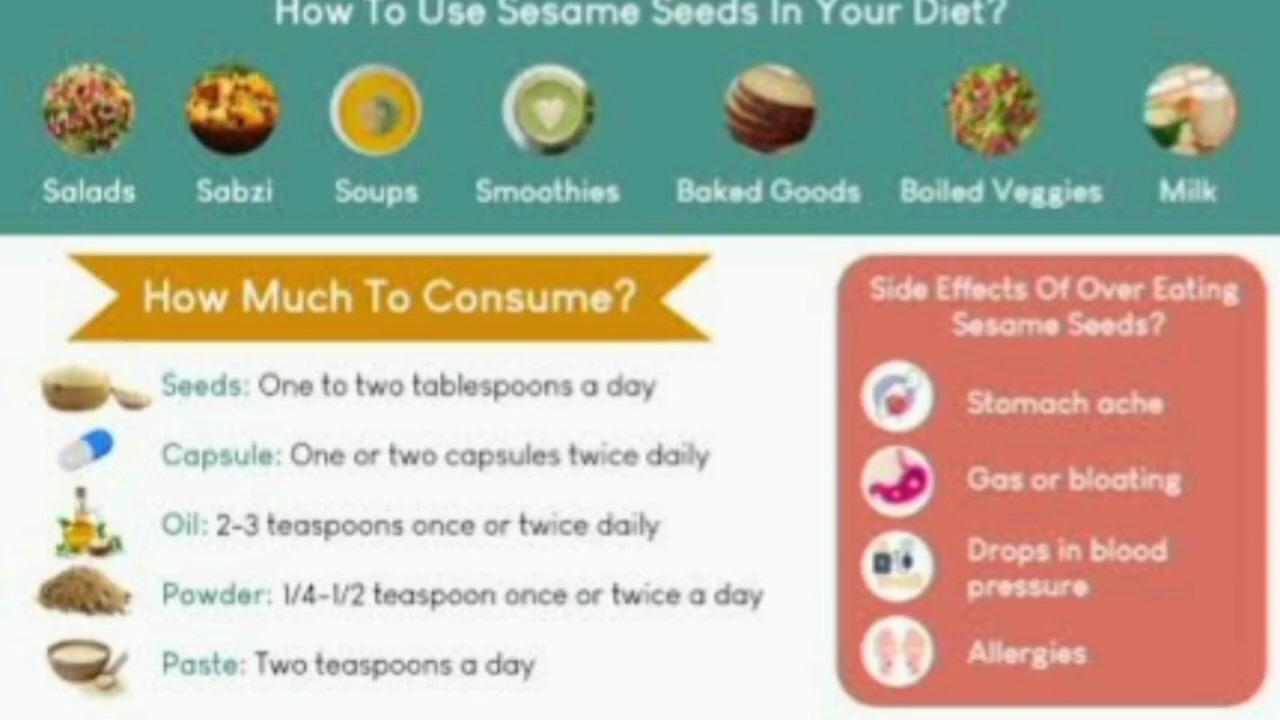 How To Use Sesame Seeds In Your Diet?
Salads
Sabzi
Soups
Smoothies
Baked Goods
Boiled Veggies
Milk
How Much To Consume?
Seeds: One to two tablespoons a day
Capsule: One or two capsules twice daily
Oil: 2-3 teaspoons once or twice daily
Powder: 1/4-1/2 teaspoon once or twice a day
Paste: Two teaspoons a day
Side Effects Of Over Eating
Sesame Seeds?
Stomach ache
Gas or bloating
Drops in blood
pressure
Allergies